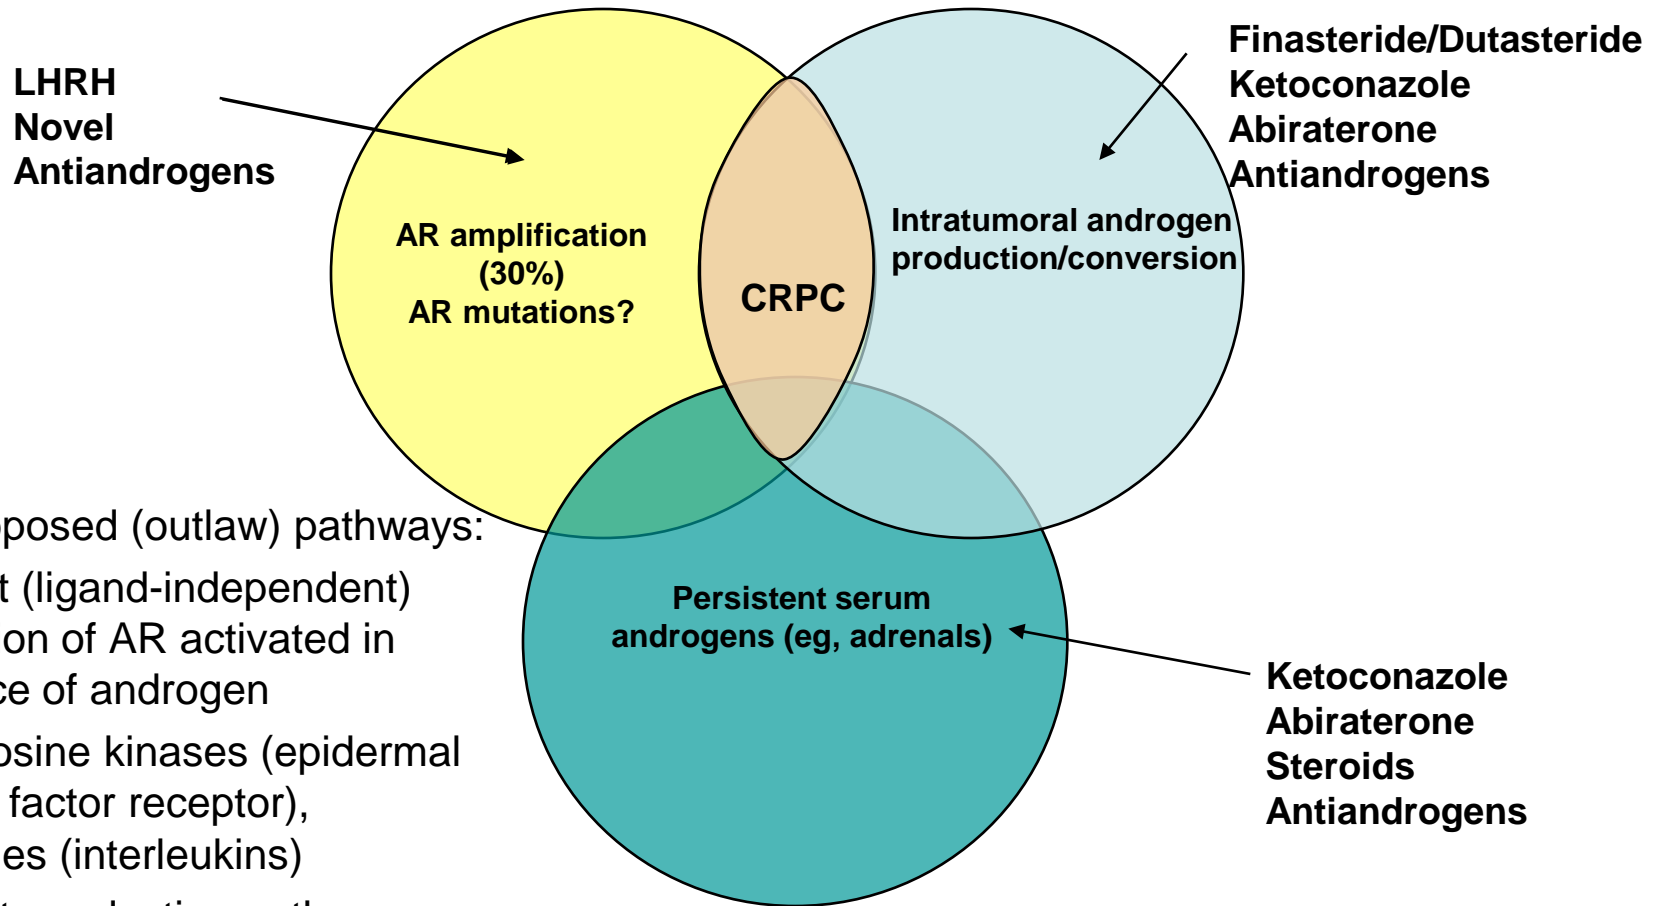 LHRH
Novel
Antiandrogens
Finasteride/Dutasteride
Ketoconazole
Abiraterone
Antiandrogens
AR amplification
(30%)
AR mutations?
CRPC
Intratumoral androgen
production/conversion
Persistent serum
androgens (eg, adrenals)
Ketoconazole
Abiraterone
Steroids
Antiandrogens
posed (outlaw) pathways:
t (ligand-independent)
ion of AR activated in
ce of androgen
osine kinases (epidermal
factor receptor),
es (interleukins)